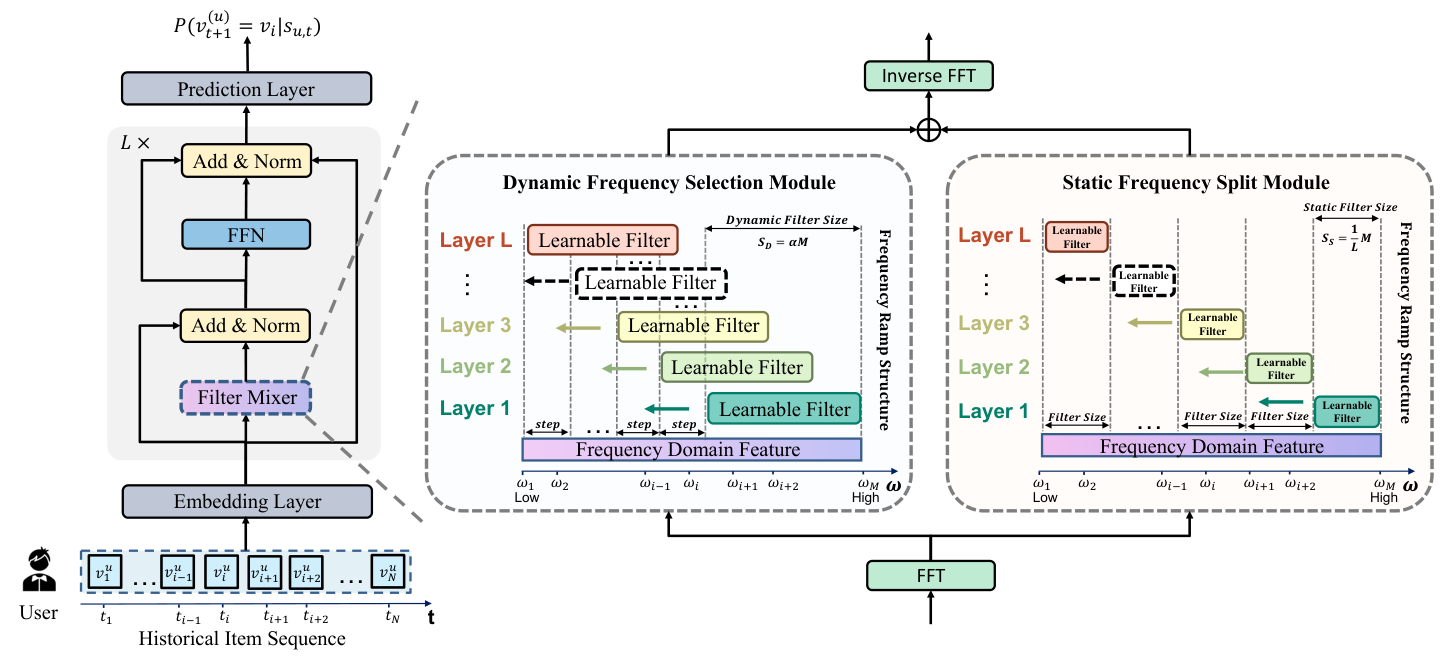 P(v_{t+1}^{(u)} = v_i|s_{u,t})
Prediction Layer
L ×
Add & Norm
FFN
Add & Norm
Filter Mixer
Embedding Layer
v_1^u ... v_{i-1}^u v_i^u v_{i+1}^u v_{i+2}^u ... v_N^u
User
t_1 t_{i-1} t_i t_{i+1} t_{i+2} t_N t
Historical Item Sequence
Inverse FFT
Dynamic Frequency Selection Module
Dynamic Filter Size
S_D = αM
Layer L
Learnable Filter
...
⋮
Learnable Filter
...
Layer 3
Learnable Filter
Layer 2
Learnable Filter
Layer 1
Learnable Filter
step ... step step
Frequency Domain Feature
ω_1 ω_2 ω_{i-1} ω_i ω_{i+1} ω_{i+2} ω_M ω
Low High
Frequency Ramp Structure
Static Frequency Split Module
Static Filter Size
S_S = \frac{1}{L} M
Layer L
Learnable
Filter
⋮
Learnable
Filter
Layer 3
Learnable
Filter
Layer 2
Learnable
Filter
Layer 1
Learnable
Filter
Filter Size ... Filter Size Filter Size
Frequency Domain Feature
ω_1 ω_2 ω_{i-1} ω_i ω_{i+1} ω_{i+2} ω_M ω
Low High
Frequency Ramp Structure
FFT